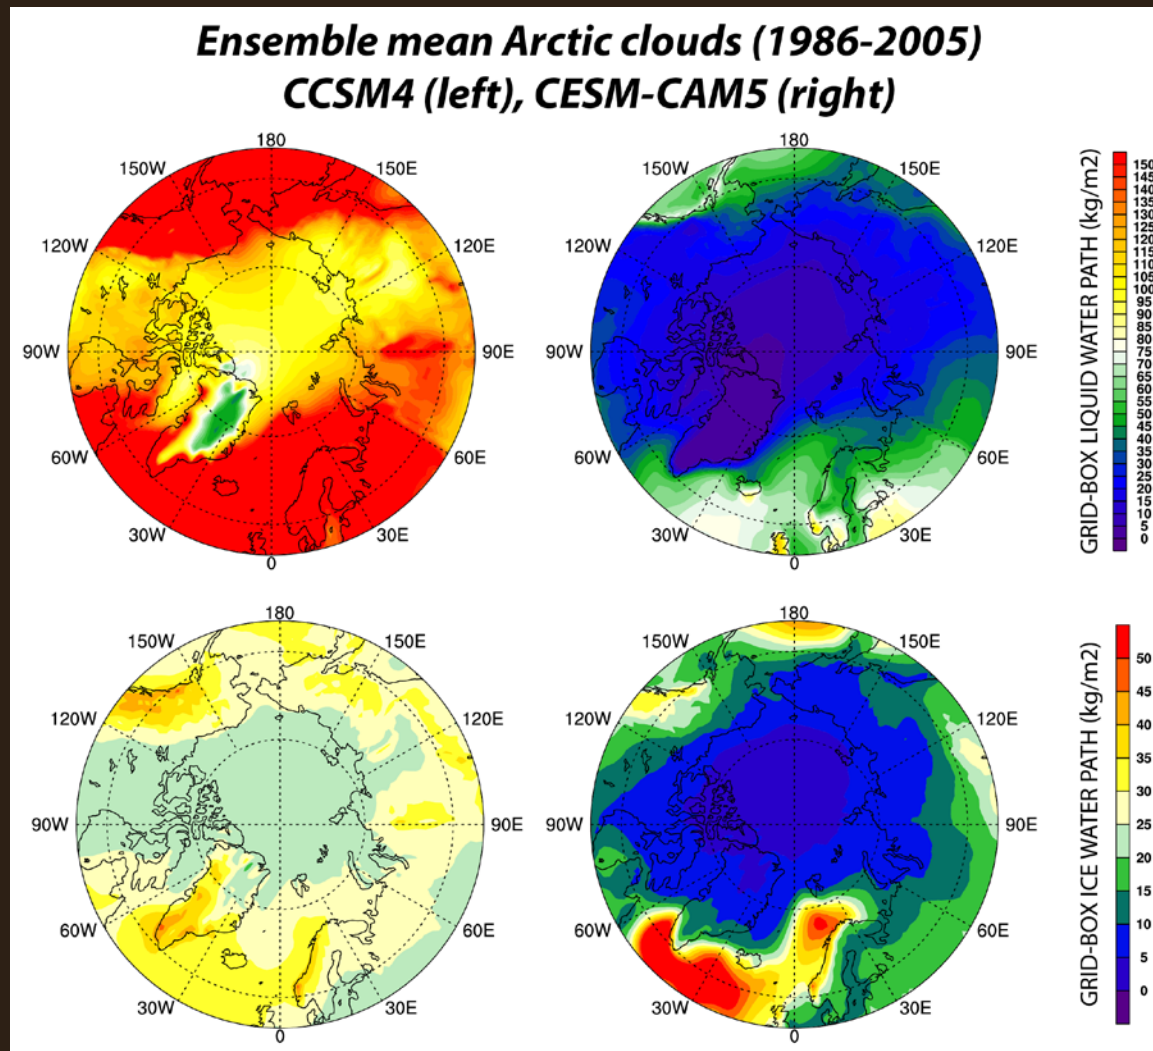 Ensemble mean Arctic clouds (1986-2005)
CCSM4 (left), CESM-CAM5 (right)
180
150W
150E
120W
120E
90W
90E
60W
60E
30W
30E
0
180
150W
150E
120W
120E
90W
90E
60W
60E
30W
30E
0
GRID-BOX LIQUID WATER PATH (kg/m2)
150
145
140
135
130
125
120
115
110
105
100
95
90
85
80
75
70
65
60
55
50
45
40
35
30
25
20
15
10
5
0
180
150W
150E
120W
120E
90W
90E
60W
60E
30W
30E
0
180
150W
150E
120W
120E
90W
90E
60W
60E
30W
30E
0
GRID-BOX ICE WATER PATH (kg/m2)
50
45
40
35
30
25
20
15
10
5
0